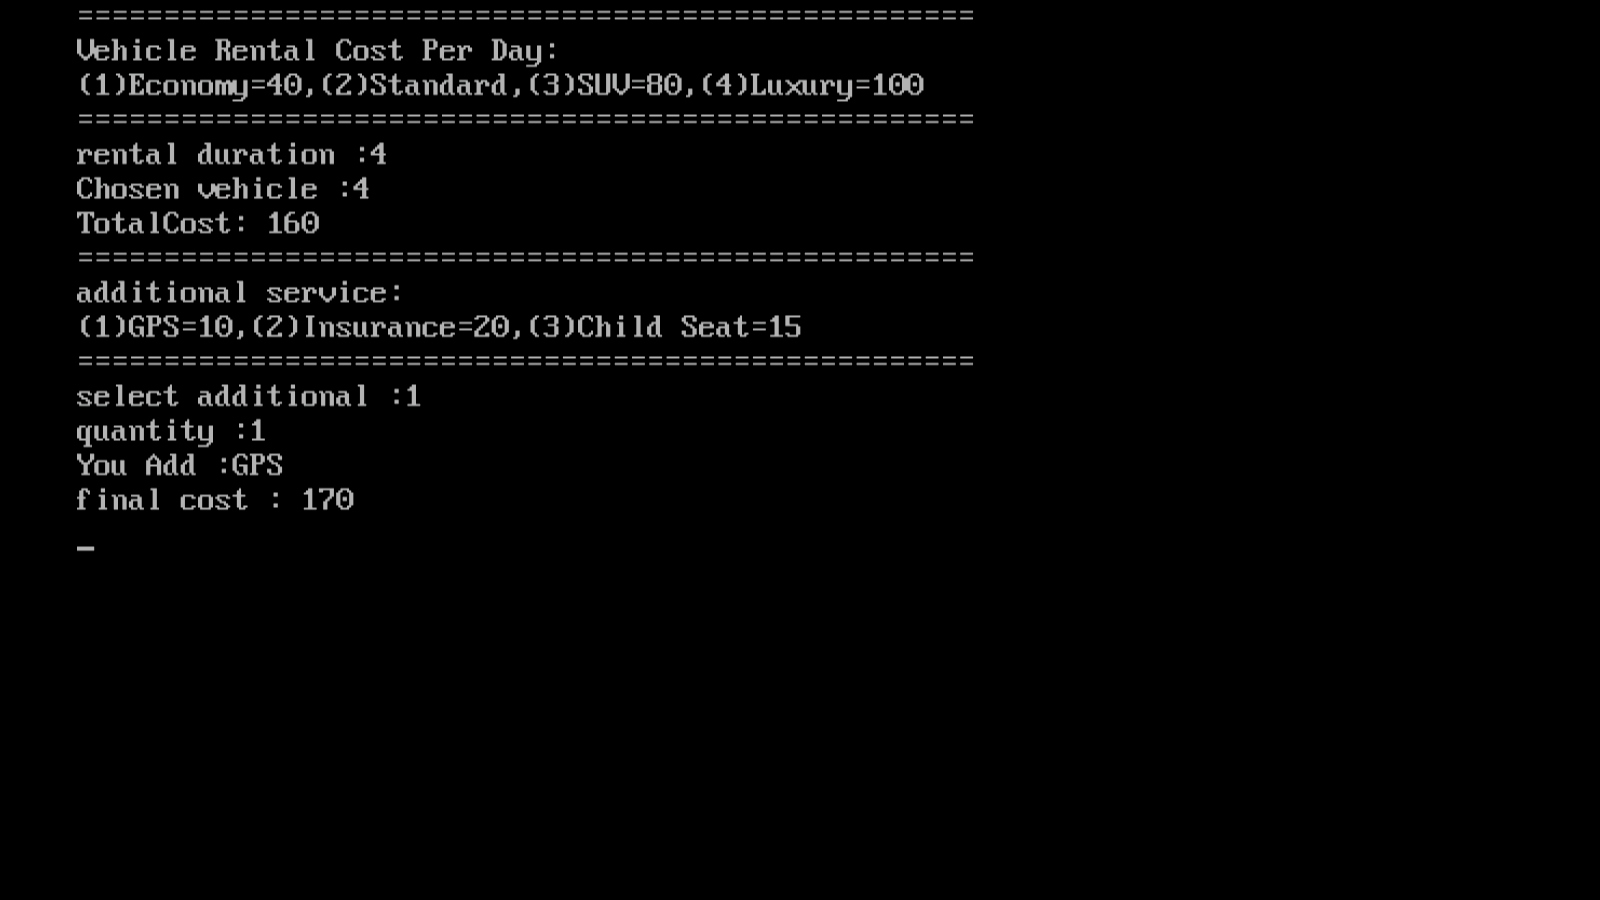 ====================================================
Vehicle Rental Cost Per Day:
(1)Economy=40,(2)Standard,(3)SUV=80,(4)Luxury=100
====================================================
rental duration :4
Chosen vehicle :4
TotalCost: 160
====================================================
additional service:
(1)GPS=10,(2)Insurance=20,(3)Child Seat=15
====================================================
select additional :1
quantity :1
You Add :GPS
final cost : 170
_